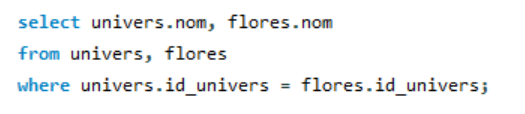 select univers.nom, flores.nom
from univers, flores
where univers.id_univers = flores.id_univers;